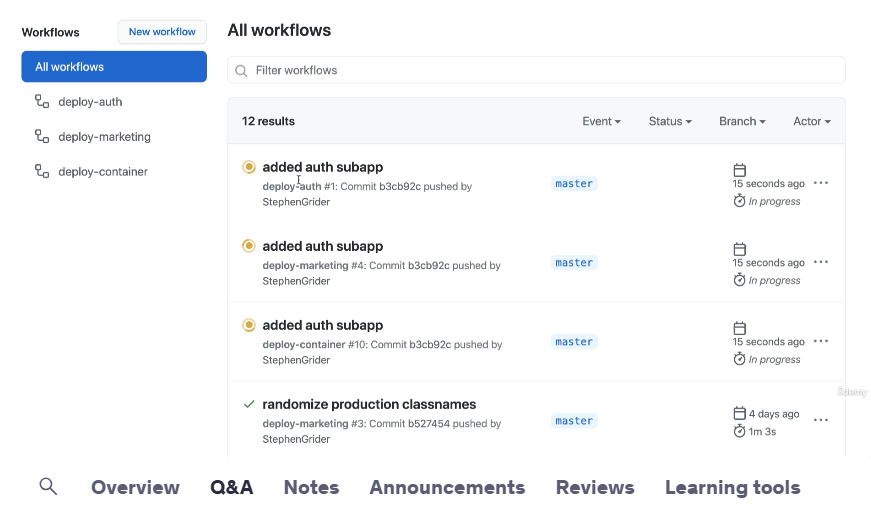 Workflows
New workflow
All workflows
deploy-auth
deploy-marketing
deploy-container
All workflows
Filter workflows
12 results
Event
Status
Branch
Actor
added auth subapp
deploy-auth #1: Commit b3cb92c pushed by
StephenGrider
master
15 seconds ago
In progress
added auth subapp
deploy-marketing #4: Commit b3cb92c pushed by
StephenGrider
master
15 seconds ago
In progress
added auth subapp
deploy-container #10: Commit b3cb92c pushed by
StephenGrider
master
15 seconds ago
In progress
randomize production classnames
deploy-marketing #3: Commit b527454 pushed by
StephenGrider
master
4 days ago
1m 3s
ûdemy
Overview
Q&A
Notes
Announcements
Reviews
Learning tools